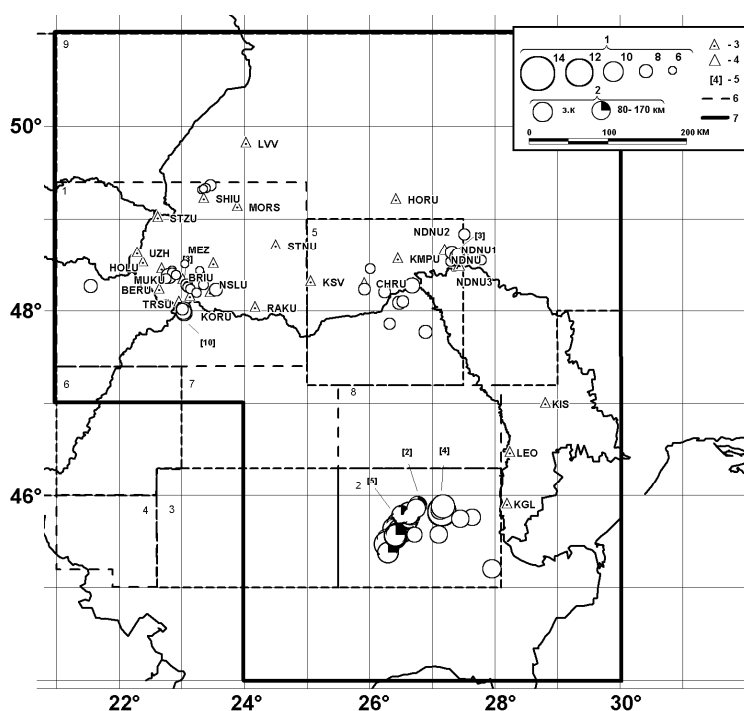 9
1
14 12 10 8 6
2
з.к 80- 170 км
0 100 200 КМ
- 3
- 4
[4] - 5
- 6
- 7
50°
LVV
1
SHIU
MORS
STZU
HORU
5
NDNU2
[3]
STNU
UZH
MEZ
NDNU1
HOLU
[3]
KMPU
NDNU
MUKU
BRIU
KSV
CHRU
NDNU3
BERU
NSLU
48°
TRSU
RAKU
KORU
[10]
6
7
8
KIS
[2]
[4]
LEO
[5]
2
46°
4
3
KGL
22° 24° 26° 28° 30°